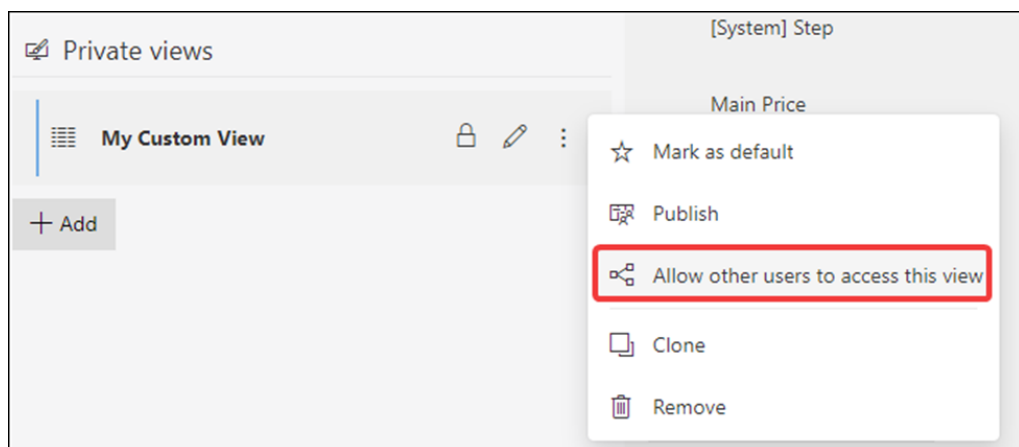 [System] Step
Private views
Main Price
My Custom View
Mark as default
Publish
+ Add
Allow other users to access this view
Clone
Remove